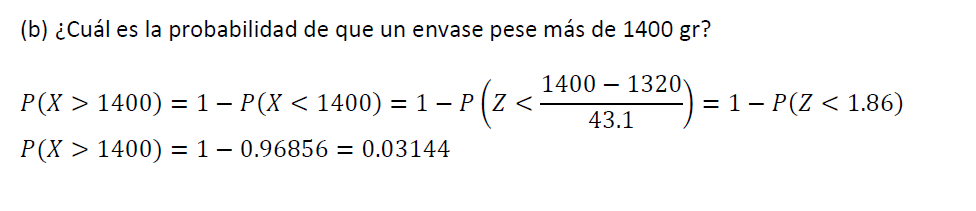 (b) ¿Cuál es la probabilidad de que un envase pese más de 1400 gr?
P(X > 1400) = 1 − P(X < 1400) = 1 − P(Z < (1400 − 1320)/43.1) = 1 − P(Z < 1.86)
P(X > 1400) = 1 − 0.96856 = 0.03144